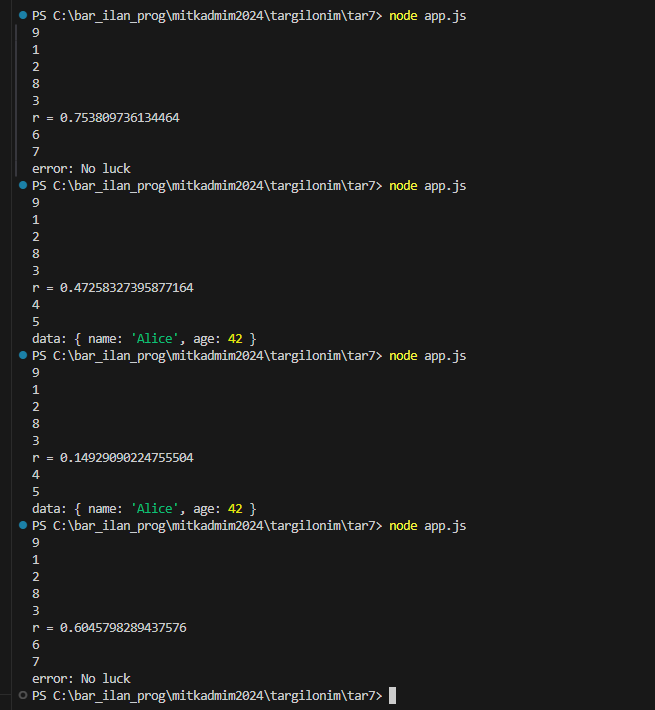 PS C:\bar_ilan_prog\mitkadmim2024\targilonim\tar7> node app.js
9
1
2
8
3
r = 0.753809736134464
6
7
error: No luck
PS C:\bar_ilan_prog\mitkadmim2024\targilonim\tar7> node app.js
9
1
2
8
3
r = 0.47258327395877164
4
5
data: { name: 'Alice', age: 42 }
PS C:\bar_ilan_prog\mitkadmim2024\targilonim\tar7> node app.js
9
1
2
8
3
r = 0.14929090224755504
4
5
data: { name: 'Alice', age: 42 }
PS C:\bar_ilan_prog\mitkadmim2024\targilonim\tar7> node app.js
9
1
2
8
3
r = 0.6045798289437576
6
7
error: No luck
PS C:\bar_ilan_prog\mitkadmim2024\targilonim\tar7>